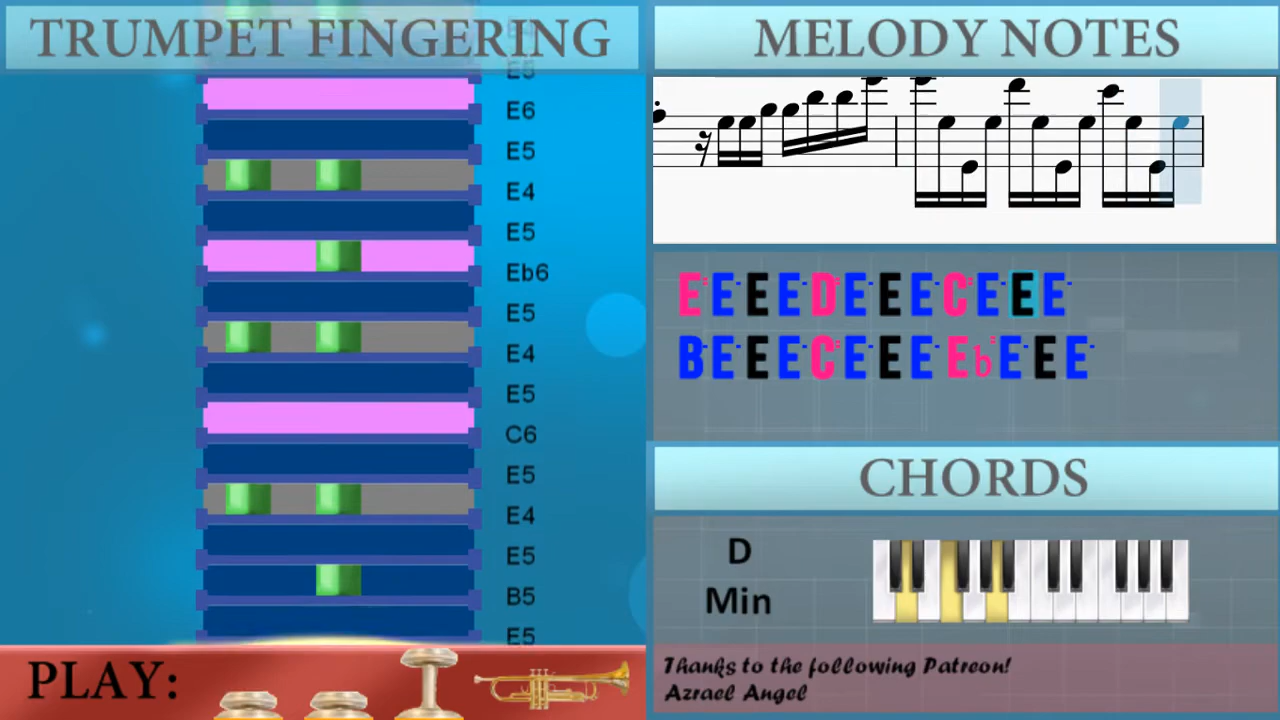 TRUMPET FINGERING
E5
E6
E5
E4
E5
Eb6
E5
E4
E5
C6
E5
E4
E5
B5
E5
PLAY:
MELODY NOTES
E E E E D E E E C E E E
B E E E C E E E Eb E E E
CHORDS
D
Min
Thanks to the following Patreon!
Azrael Angel